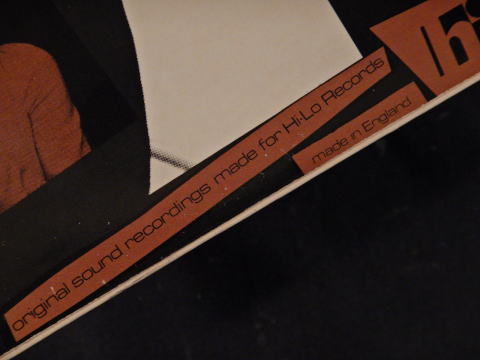 original sound recordings made for Hi-Lo Records
made in England